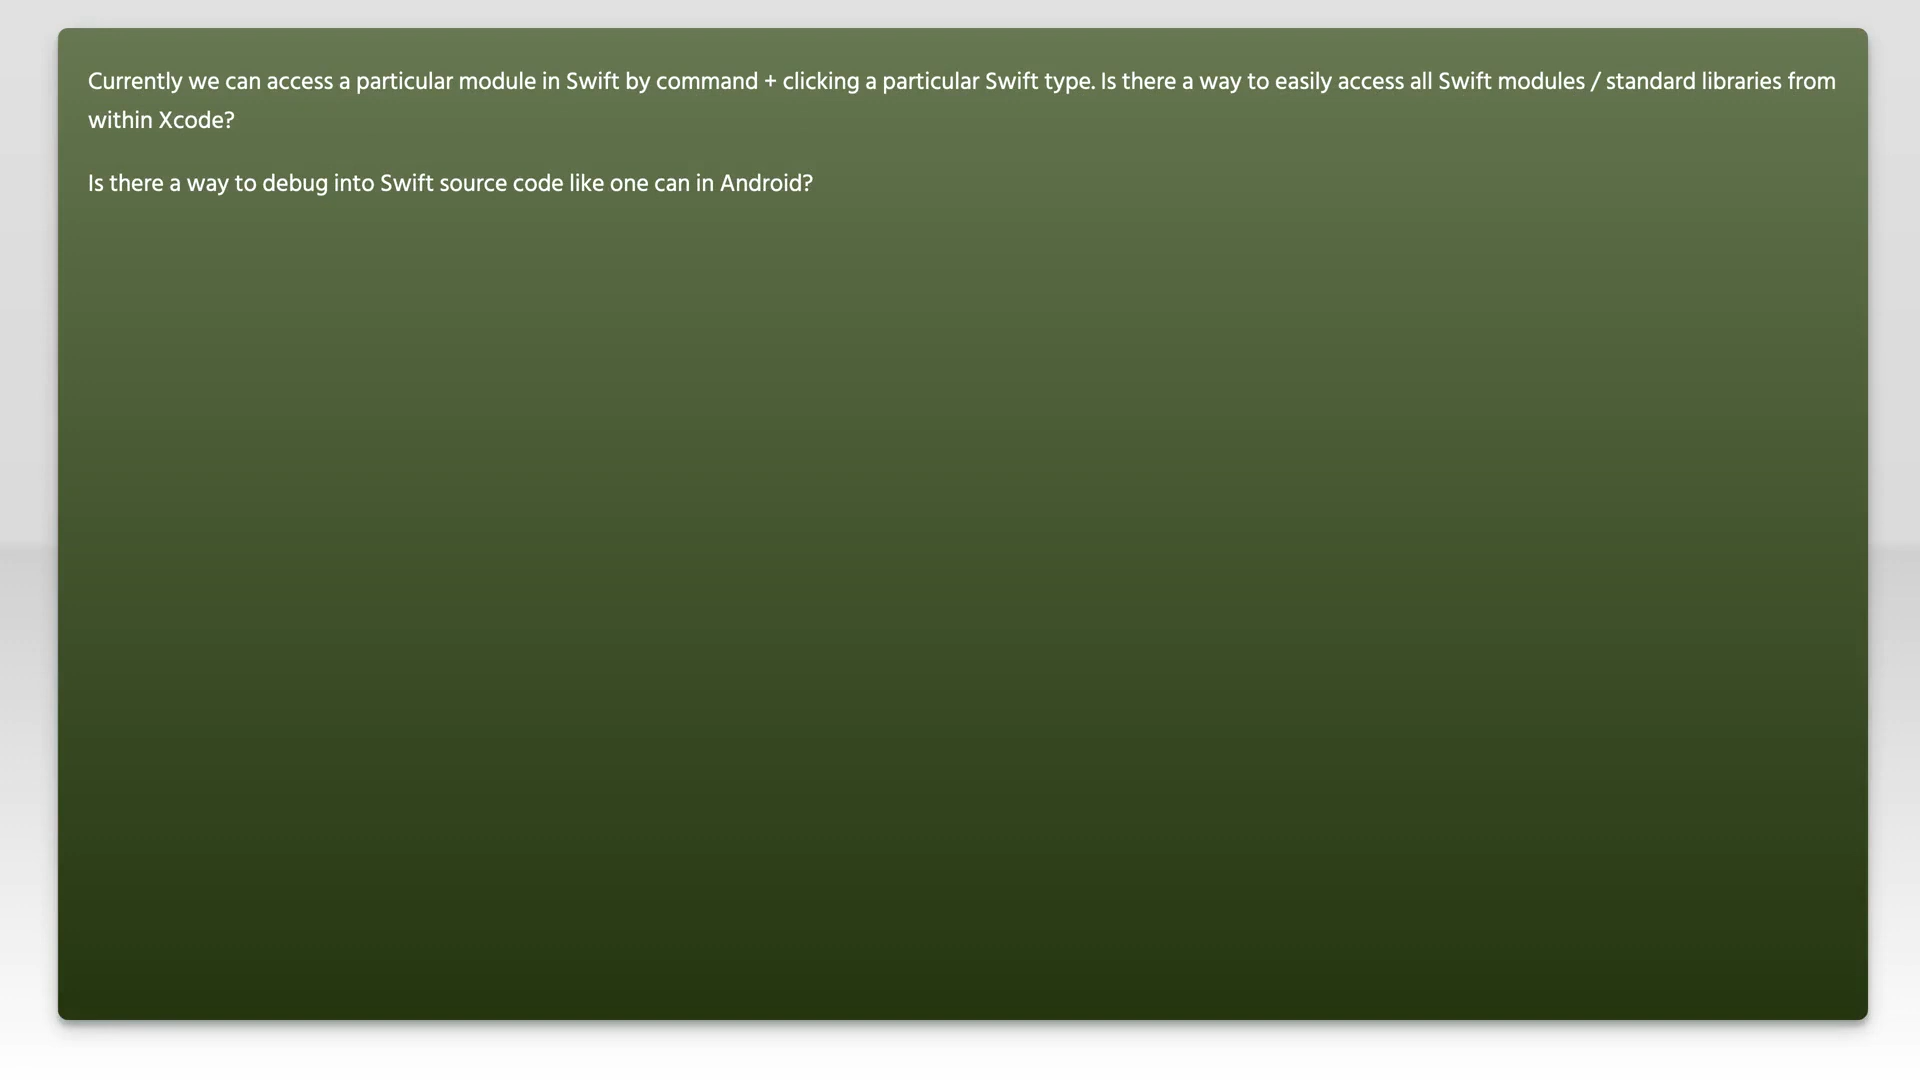 Currently we can access a particular module in Swift by command + clicking a particular Swift type. Is there a way to easily access all Swift modules / standard libraries from
within Xcode?
Is there a way to debug into Swift source code like one can in Android?